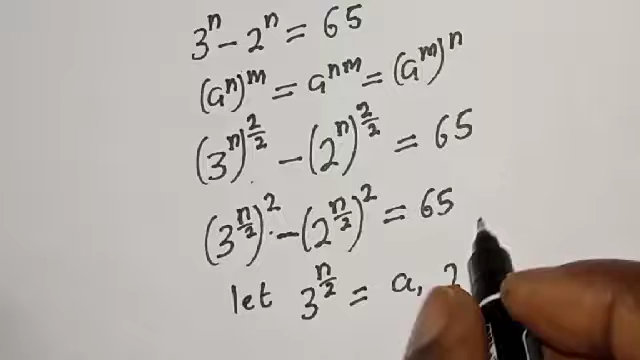 3^n - 2^n = 65
(a^n)^m = a^{nm} = (a^m)^n
(3^n)^{2/2} - (2^n)^{2/2} = 65
(3^{n/2})^2 - (2^{n/2})^2 = 65
let 3^{n/2} = a, 2